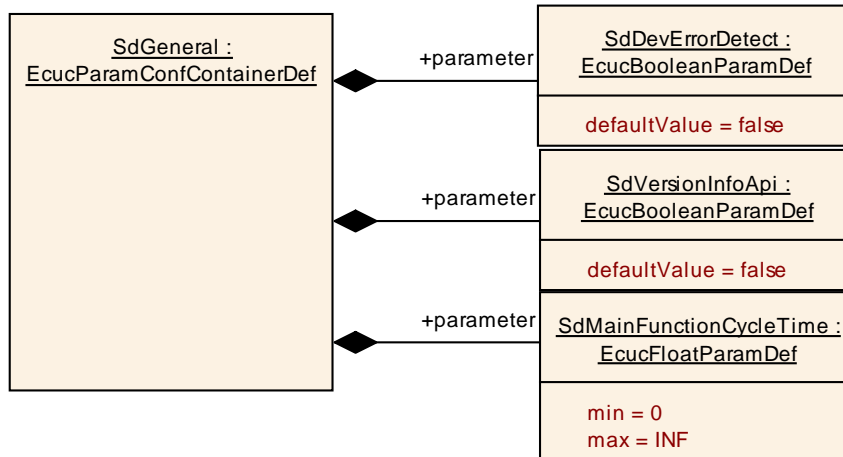 SdGeneral :
EcucParamConfContainerDef
+parameter
SdDevErrorDetect :
EcucBooleanParamDef
defaultValue = false
+parameter
SdVersionInfoApi :
EcucBooleanParamDef
defaultValue = false
+parameter
SdMainFunctionCycleTime :
EcucFloatParamDef
min = 0
max = INF